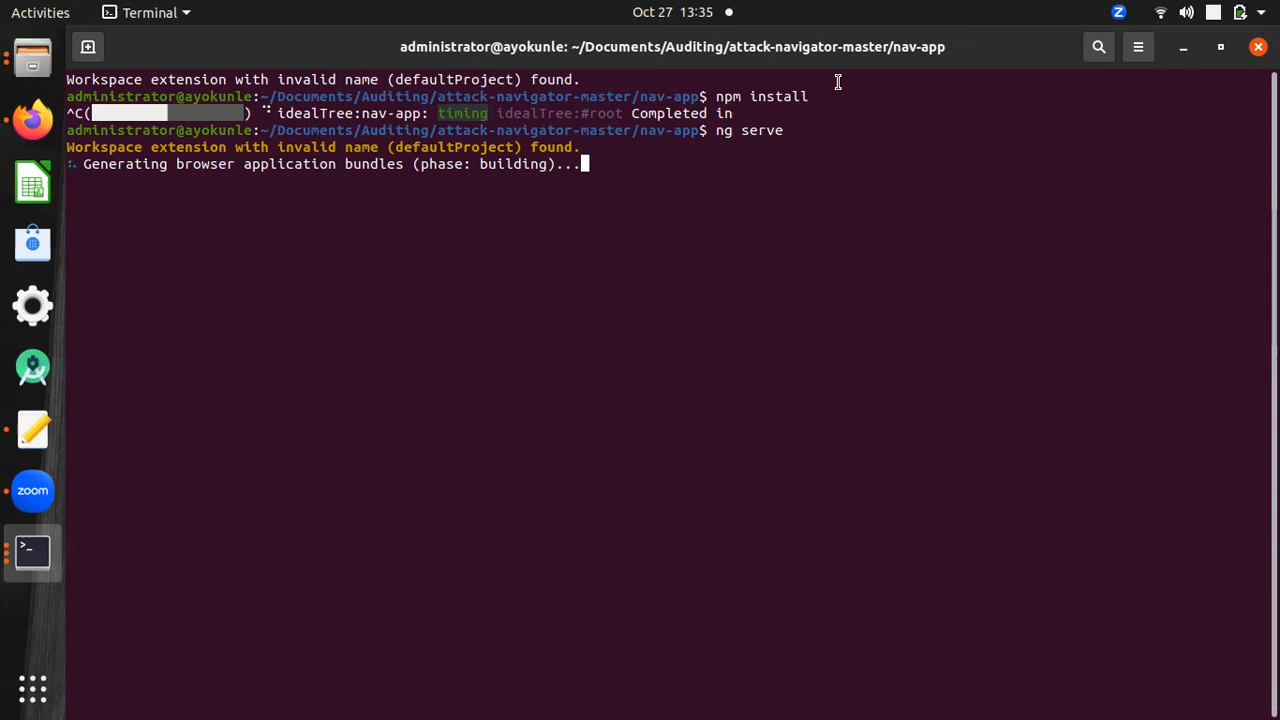 Activities
Terminal
Oct 27 13:35
Z
administrator@ayokunle: ~/Documents/Auditing/attack-navigator-master/nav-app
Workspace extension with invalid name (defaultProject) found.
administrator@ayokunle:~/Documents/Auditing/attack-navigator-master/nav-app$ npm install
^C( ) ⠋ idealTree:nav-app: timing idealTree:#root Completed in
administrator@ayokunle:~/Documents/Auditing/attack-navigator-master/nav-app$ ng serve
Workspace extension with invalid name (defaultProject) found.
Generating browser application bundles (phase: building)...
zoom
>_